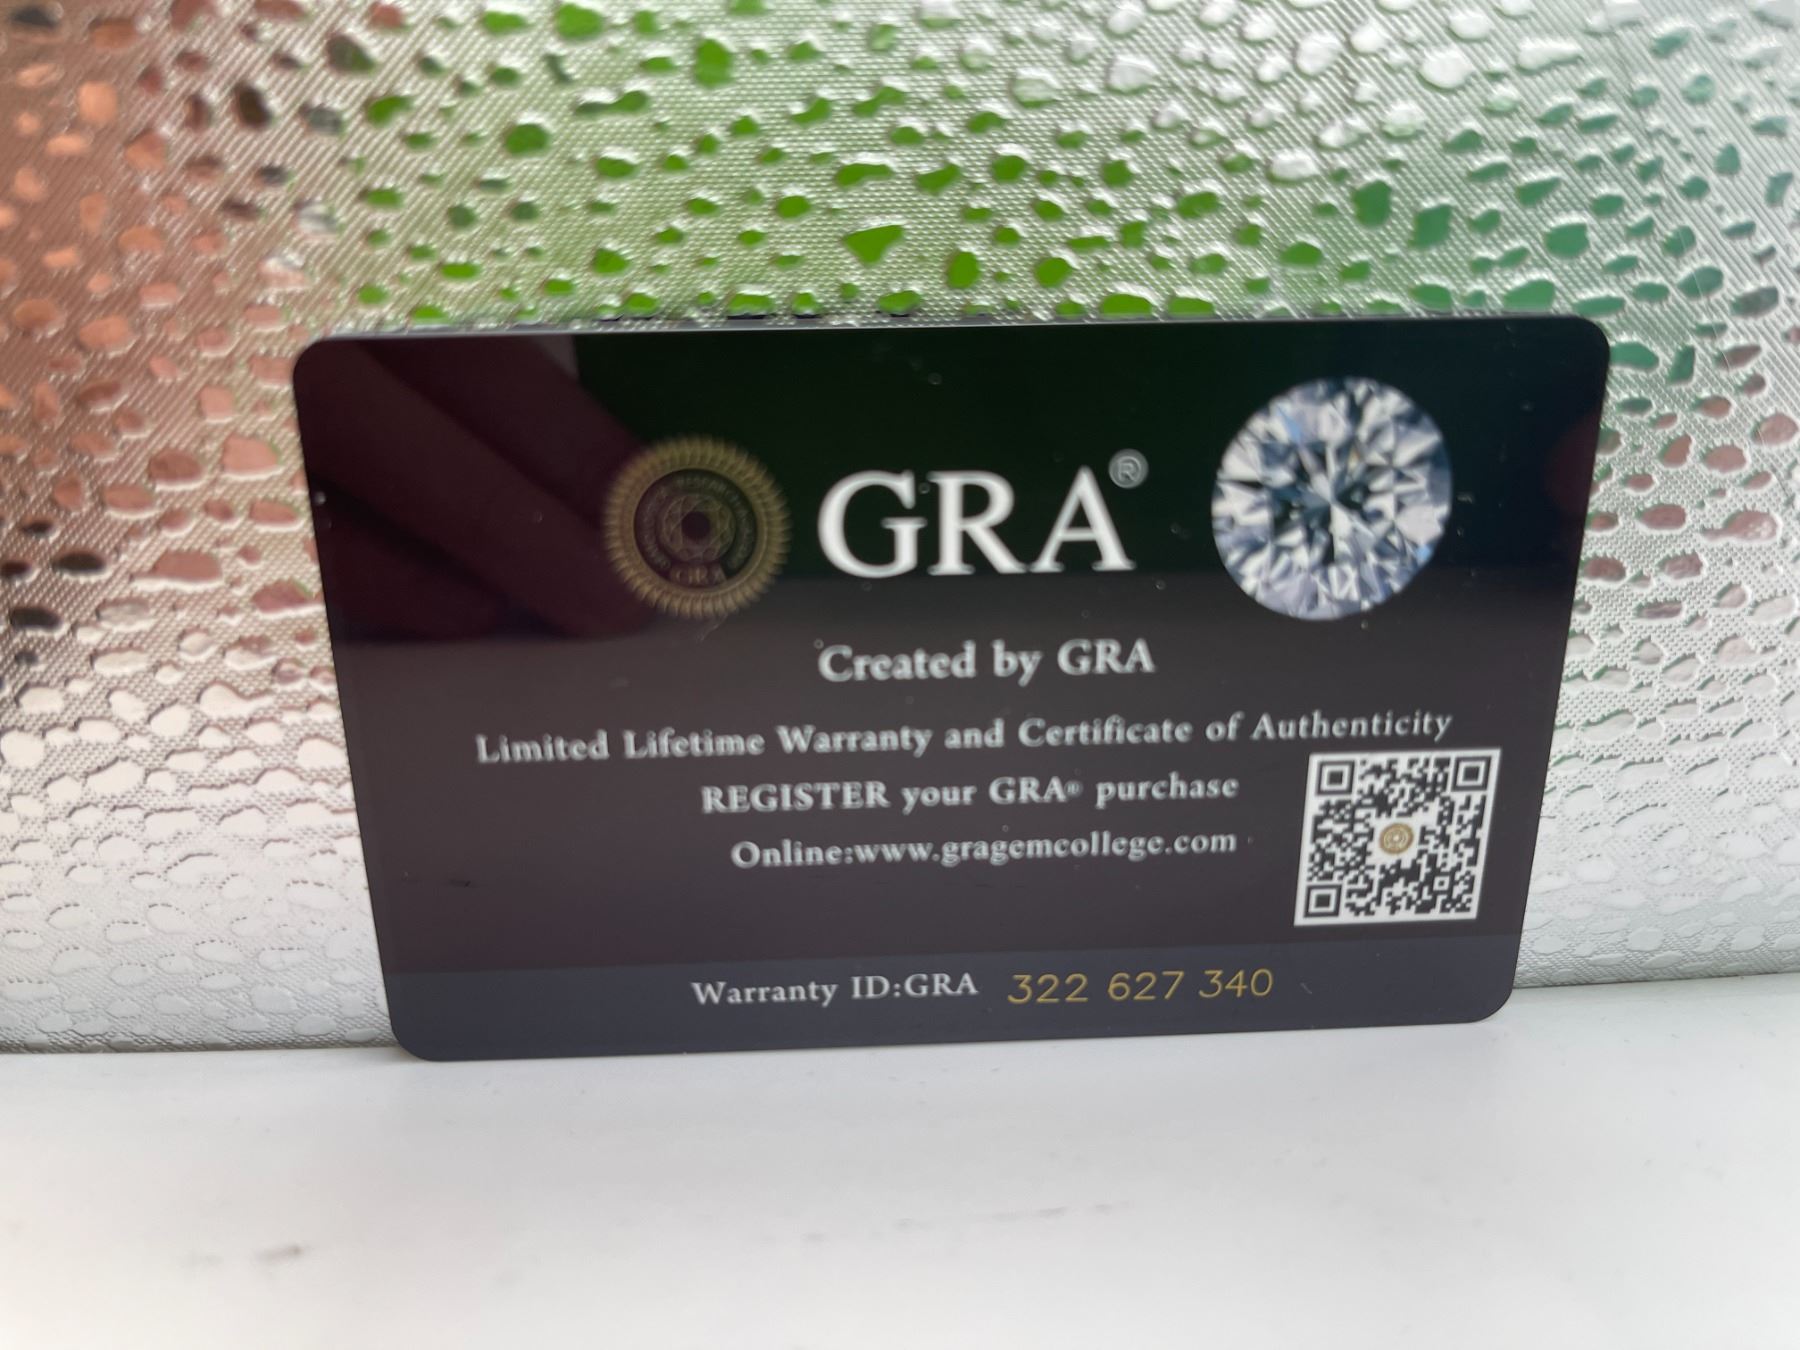 GRA®
GRA
Created by GRA
Limited Lifetime Warranty and Certificate of Authenticity
REGISTER your GRA® purchase
Online:www.gragemcollege.com
Warranty ID:GRA 322 627 340